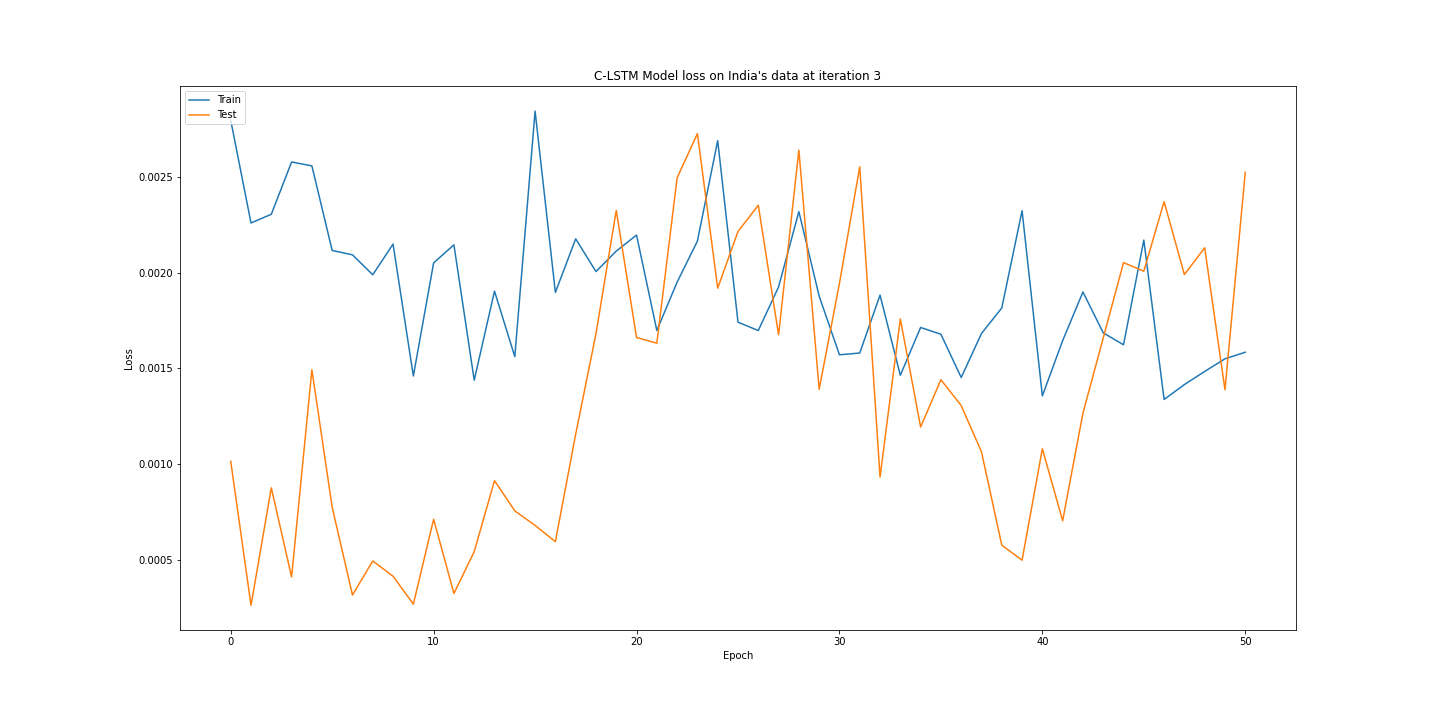 C-LSTM Model loss on India's data at iteration 3
Train
Test
0.0025
0.0020
0.0015
0.0010
0.0005
Loss
0 10 20 30 40 50
Epoch